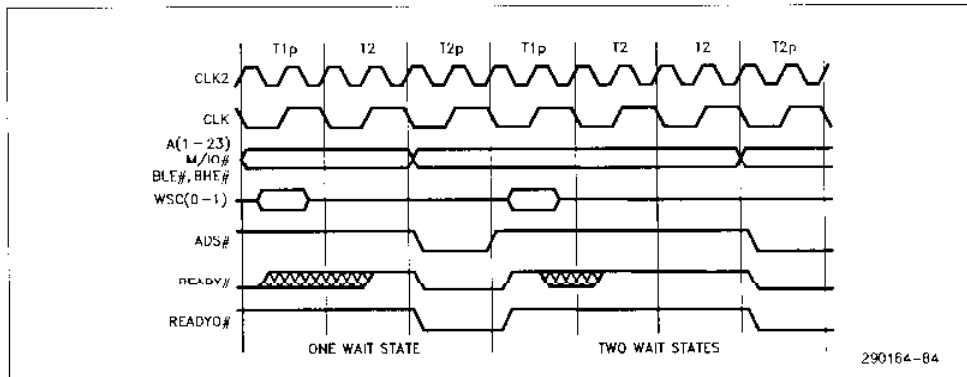 T1p T2 T2p T1p T2 T2 T2p
CLK2
CLK
A(1-23)
M/IO#
BLE#, BHE#
WSC(0-1)
ADS#
READY#
READYO#
ONE WAIT STATE TWO WAIT STATES
290164-84